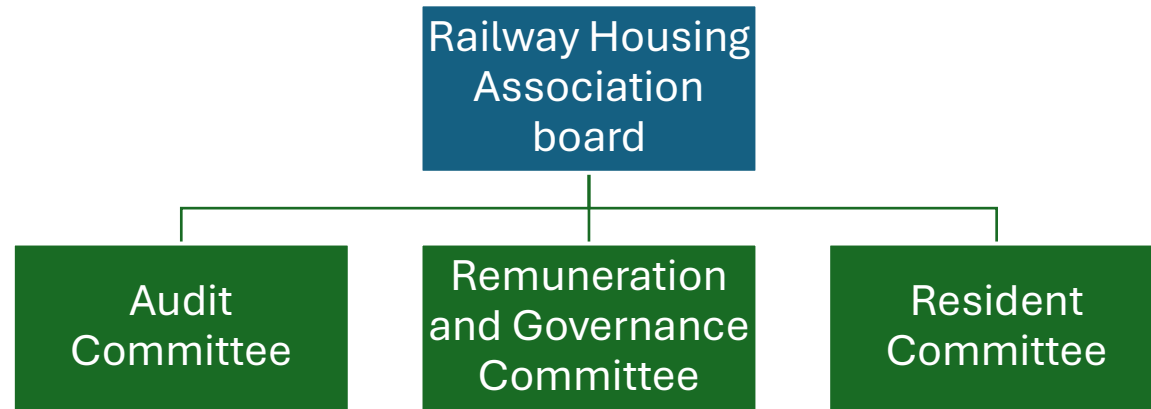 Railway Housing
Association
board
Audit
Committee
Remuneration
and Governance
Committee
Resident
Committee